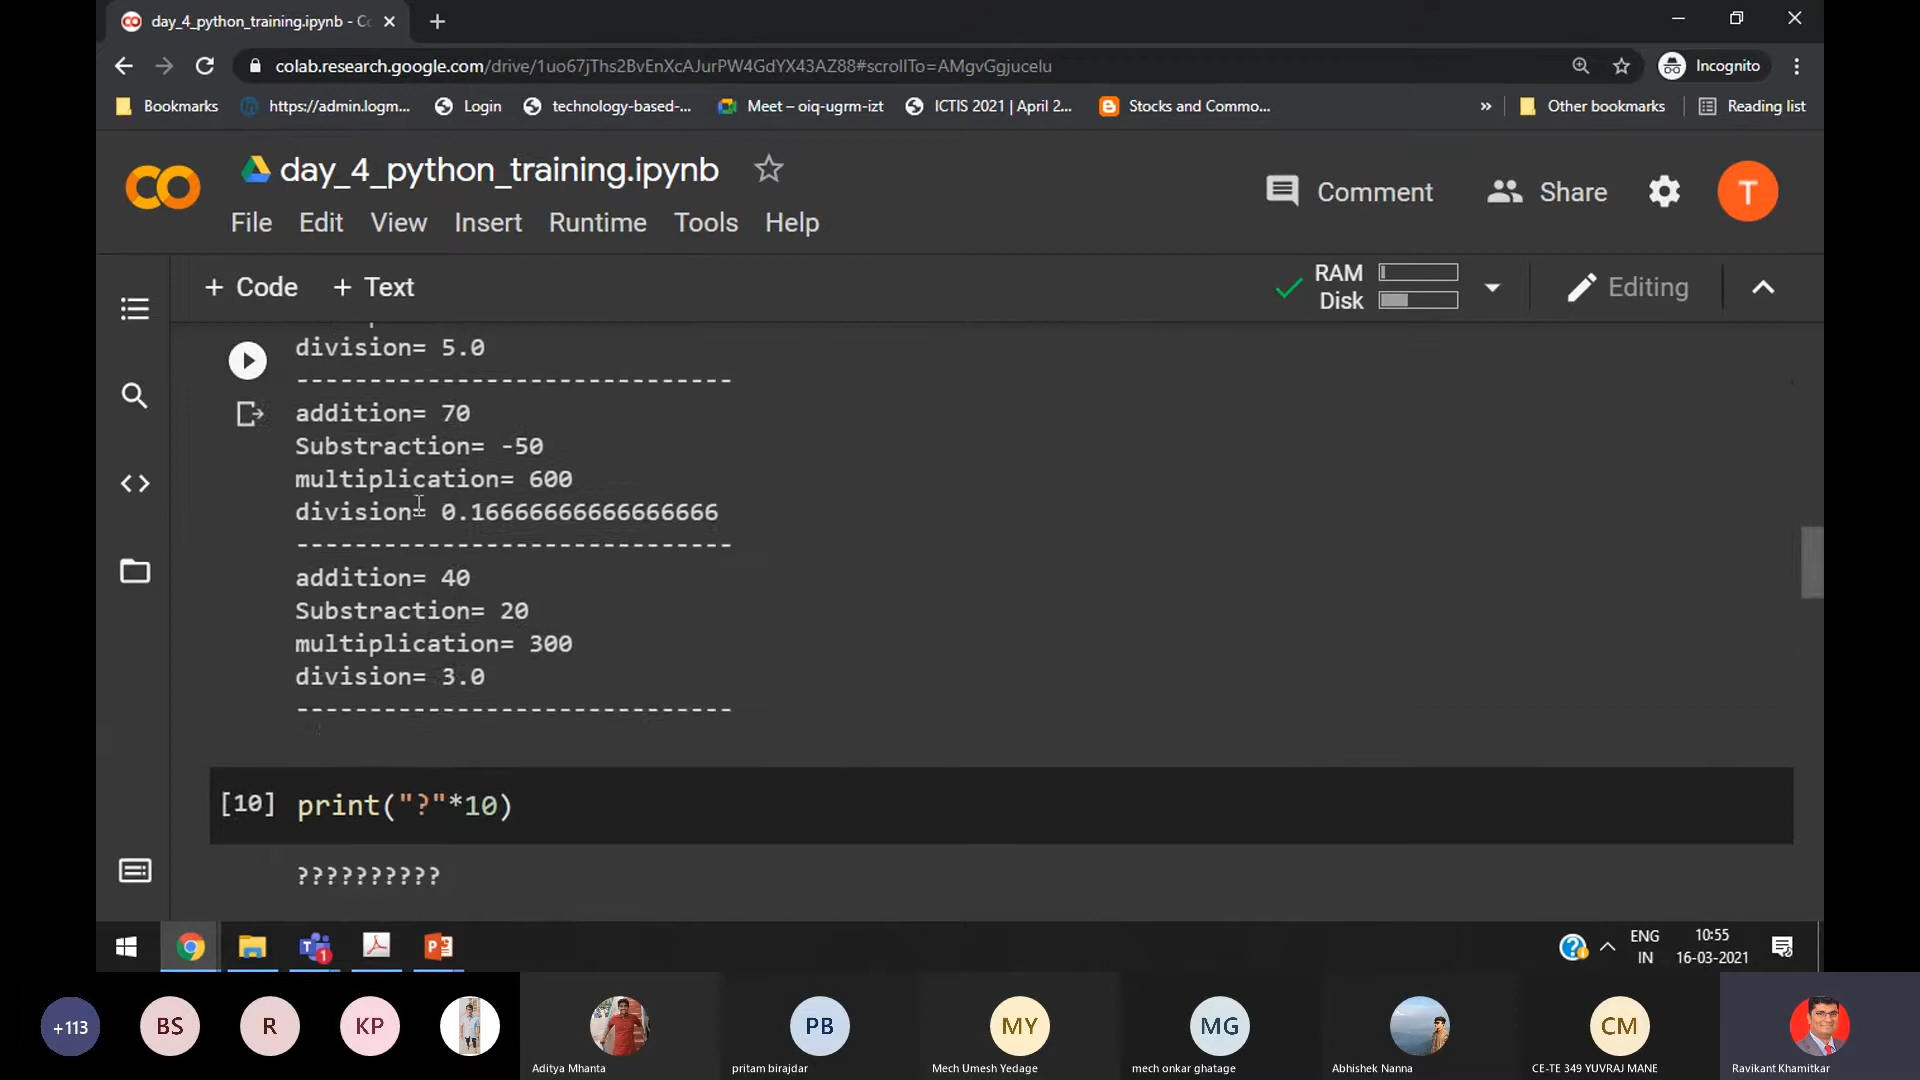 day_4_python_training.ipynb - Co
colab.research.google.com/drive/1uo67jThs2BvEnXcAJurPW4GdYX43AZ88#scrollTo=AMgvGgjucelu
Incognito
Bookmarks
https://admin.logm...
Login
technology-based-...
Meet – oiq-ugrm-izt
ICTIS 2021 | April 2...
Stocks and Commo...
»
Other bookmarks
Reading list
CO
day_4_python_training.ipynb
Comment
Share
T
File Edit View Insert Runtime Tools Help
+ Code + Text
RAM
Disk
Editing
division= 5.0
------------------------------
addition= 70
Substraction= -50
multiplication= 600
division= 0.16666666666666666
------------------------------
addition= 40
Substraction= 20
multiplication= 300
division= 3.0
------------------------------
[10] print("?"*10)
??????????
ENG
IN
10:55
16-03-2021
+113
BS
R
KP
PB
MY
MG
CM
Aditya Mhanta
pritam birajdar
Mech Umesh Yedage
mech onkar ghatage
Abhishek Nanna
CE-TE 349 YUVRAJ MANE
Ravikant Khamitkar